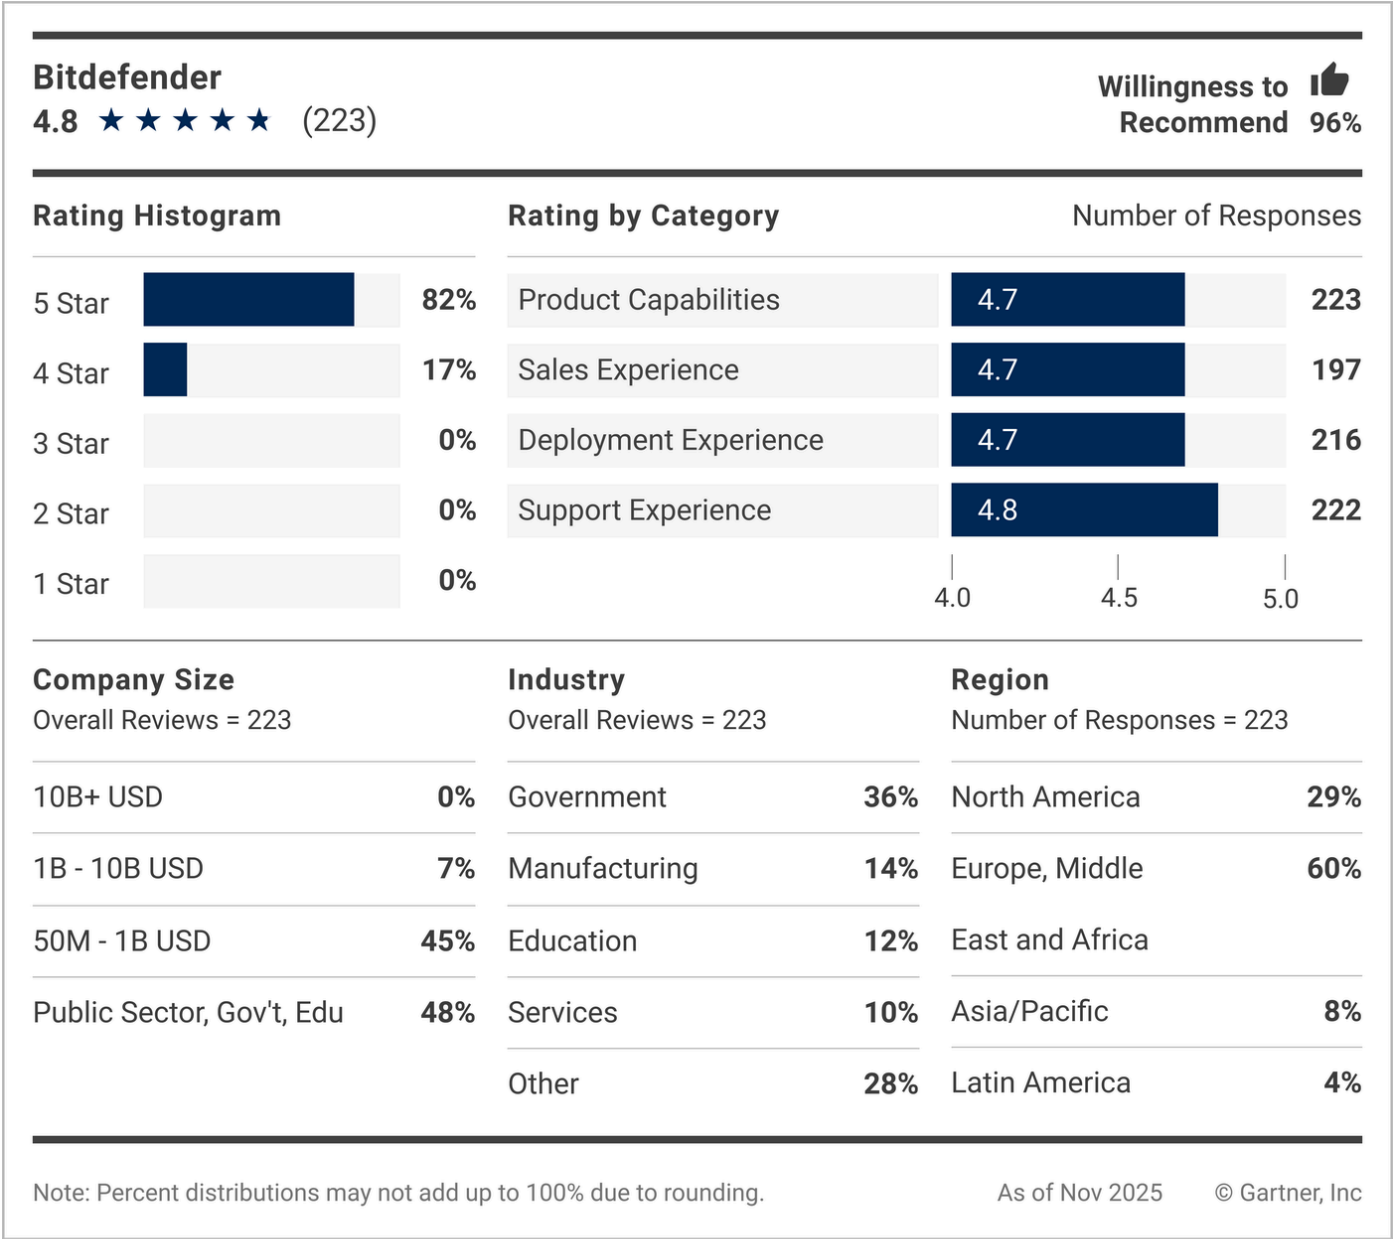 Bitdefender
4.8 ★ ★ ★ ★ ★ (223)
Willingness to
Recommend 96%
Rating Histogram
5 Star 82%
4 Star 17%
3 Star 0%
2 Star 0%
1 Star 0%
Rating by Category Number of Responses
Product Capabilities 4.7 223
Sales Experience 4.7 197
Deployment Experience 4.7 216
Support Experience 4.8 222
4.0 4.5 5.0
Company Size
Overall Reviews = 223
10B+ USD 0%
1B - 10B USD 7%
50M - 1B USD 45%
Public Sector, Gov't, Edu 48%
Industry
Overall Reviews = 223
Government 36%
Manufacturing 14%
Education 12%
Services 10%
Other 28%
Region
Number of Responses = 223
North America 29%
Europe, Middle 60%
East and Africa
Asia/Pacific 8%
Latin America 4%
Note: Percent distributions may not add up to 100% due to rounding.
As of Nov 2025 © Gartner, Inc